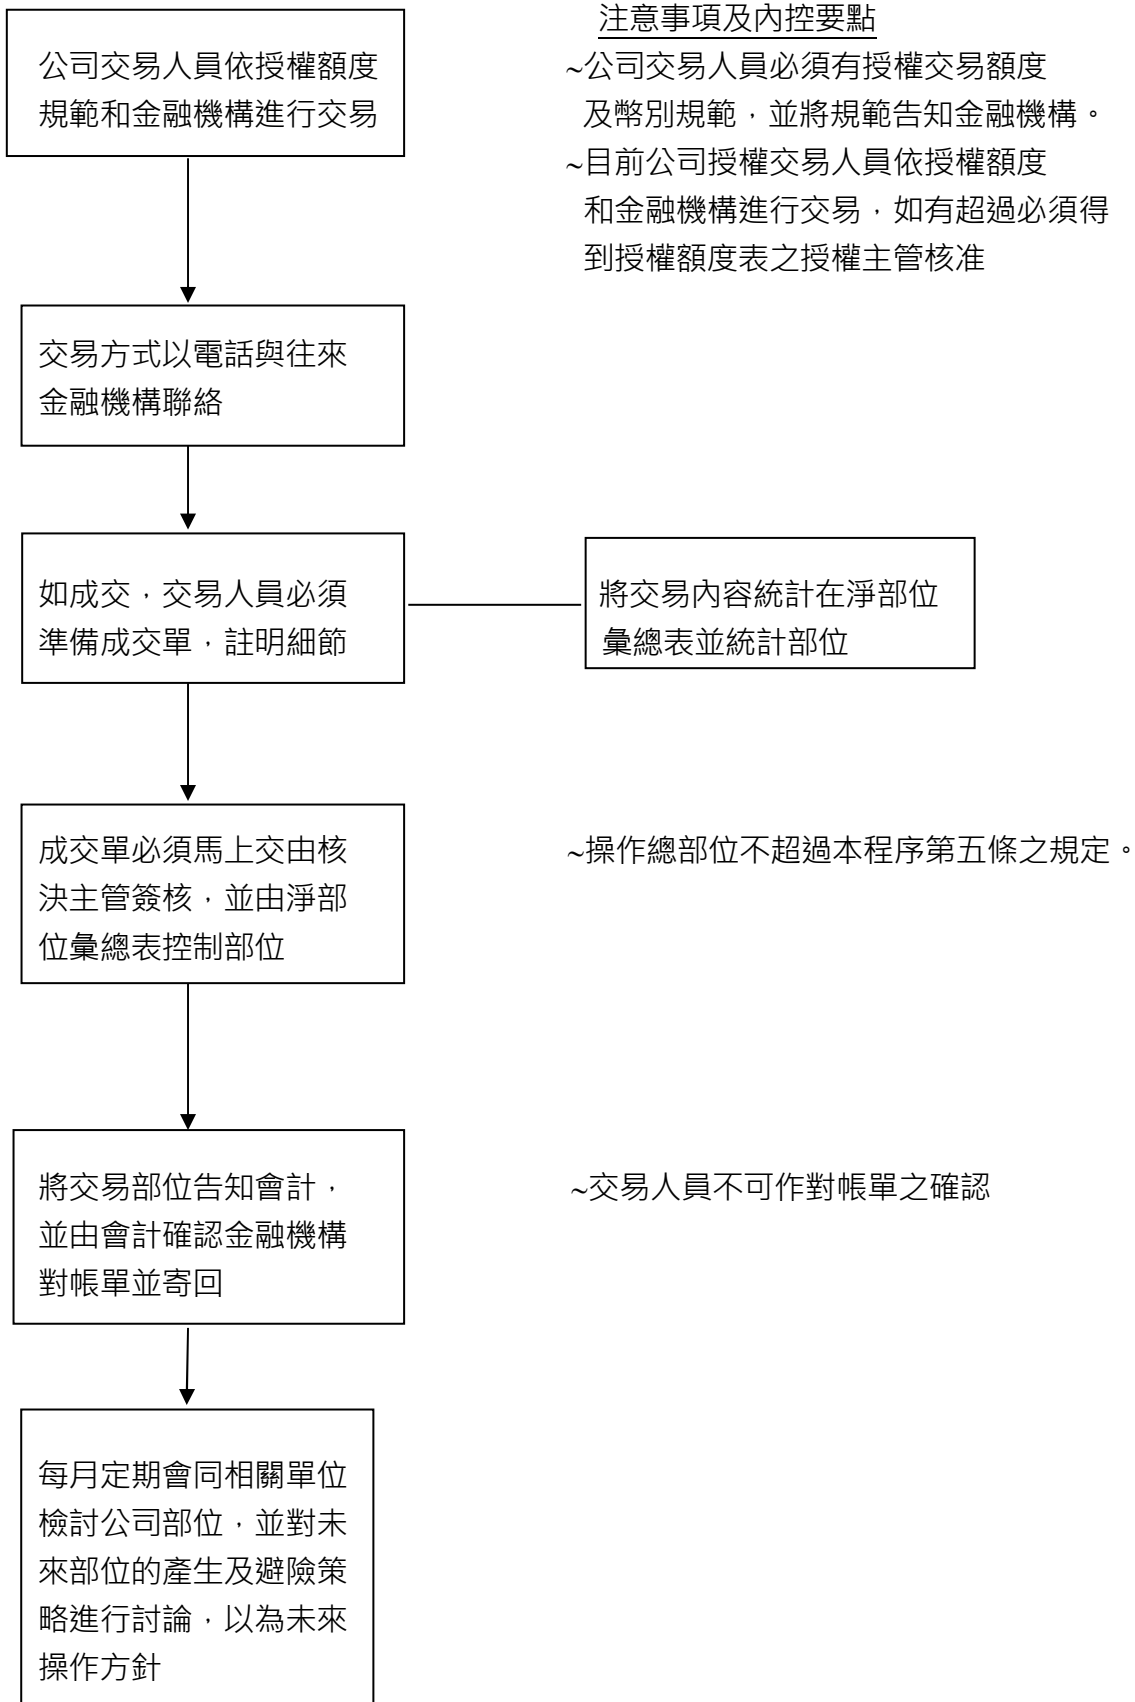 注意事項及內控要點
公司交易人員依授權額度
規範和金融機構進行交易
~公司交易人員必須有授權交易額度
及幣別規範，並將規範告知金融機構。
~目前公司授權交易人員依授權額度
和金融機構進行交易，如有超過必須得
到授權額度表之授權主管核准
交易方式以電話與往來
金融機構聯絡
如成交，交易人員必須
準備成交單，註明細節
將交易內容統計在淨部位
彙總表並統計部位
成交單必須馬上交由核
決主管簽核，並由淨部
位彙總表控制部位
~操作總部位不超過本程序第五條之規定。
將交易部位告知會計，
並由會計確認金融機構
對帳單並寄回
~交易人員不可作對帳單之確認
每月定期會同相關單位
檢討公司部位，並對未
來部位的產生及避險策
略進行討論，以為未來
操作方針